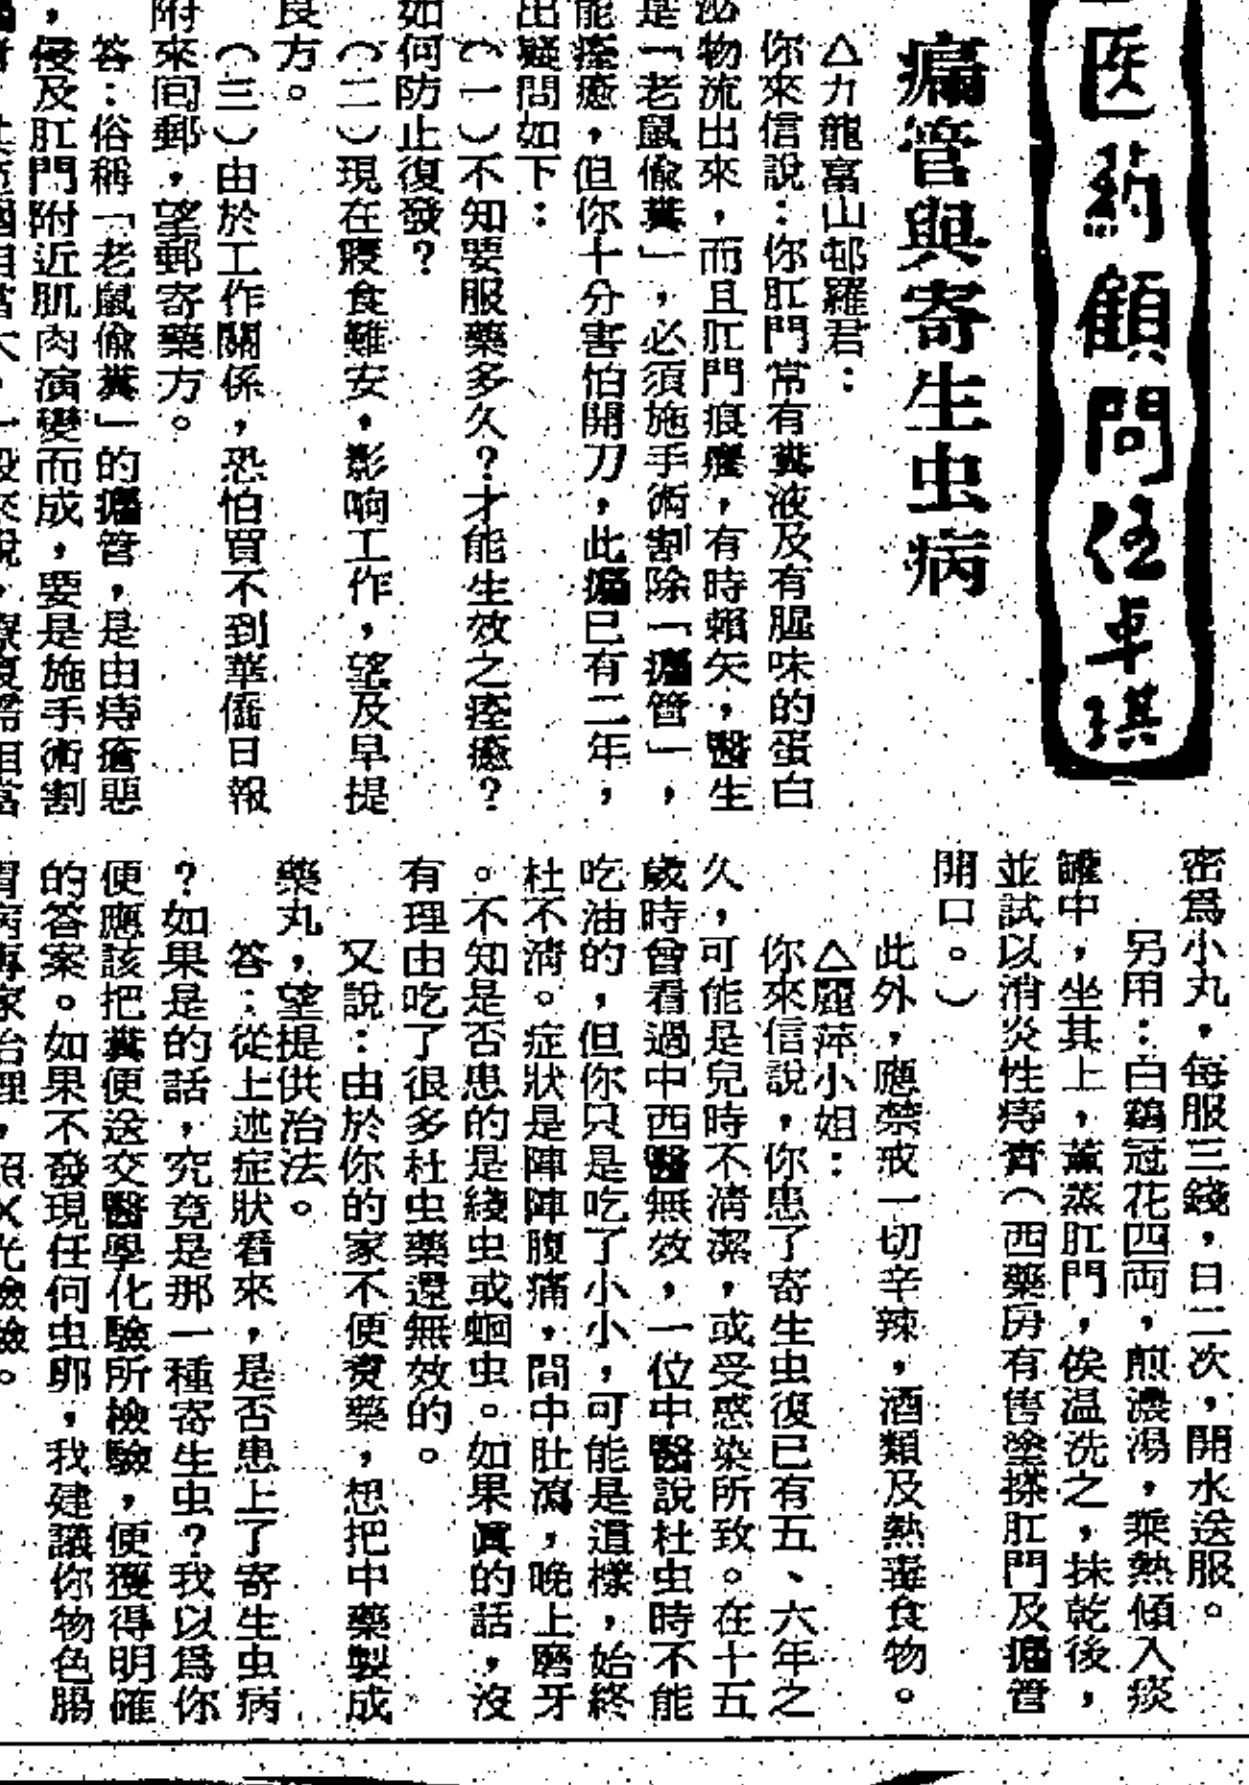 医药顧問任卓琪
瘺管與寄生虫病
△九龍富山邨羅君：
你來信說：你肛門常有糞液及有腥味的蛋白
泌物流出來，而且肛門痕癢，有時賴矢，醫生
是「老鼠偸糞」，必須施手術割除「瘺管」，
能痊癒，但你十分害怕開刀，此瘺已有二年，
出疑問如下：
（一）不知要服藥多久？才能生效之痊癒？
如何防止復發？
（二）現在寢食難安，影响工作，望及早提
良方。
（三）由於工作關係，恐怕買不到華僑日報
附來囘郵，望郵寄藥方。
答：俗稱「老鼠偸糞」的瘺管，是由痔瘡惡
，侵及肛門附近肌肉演變而成，要是施手術割
密爲小丸，每服三錢，日二次，開水送服。
另用：白鷄冠花四両，煎濃湯，乘熱傾入痰
罐中，坐其上，薰蒸肛門，俟温洗之，抹乾後，
並試以消炎性痔膏（西藥房有售塗搽肛門及瘺管
開口。）
此外，應禁戒一切辛辣，酒類及熱毒食物。
△麗萍小姐：
你來信說，你患了寄生虫復已有五、六年之
久，可能是兒時不清潔，或受惑染所致。在十五
歲時曾看過中西醫無效，一位中醫說杜虫時不能
吃油的，但你只是吃了小小，可能是這樣，始終
杜不清。症狀是陣陣腹痛，間中肚瀉，晚上磨牙
。不知是否患的是綫虫或蛔虫。如果眞的話，沒
有理由吃了很多杜虫藥還無效的。
又說：由於你的家不便煲藥，想把中藥製成
藥丸，望提供治法。
答：從上述症狀看來，是否患上了寄生虫病
？如果是的話，究竟是那一種寄生虫？我以爲你
便應該把糞便送交醫學化驗所檢驗，便獲得明確
的答案。如果不發現任何虫卵，我建議你物色腸
胃病專家治理，照X光檢驗。